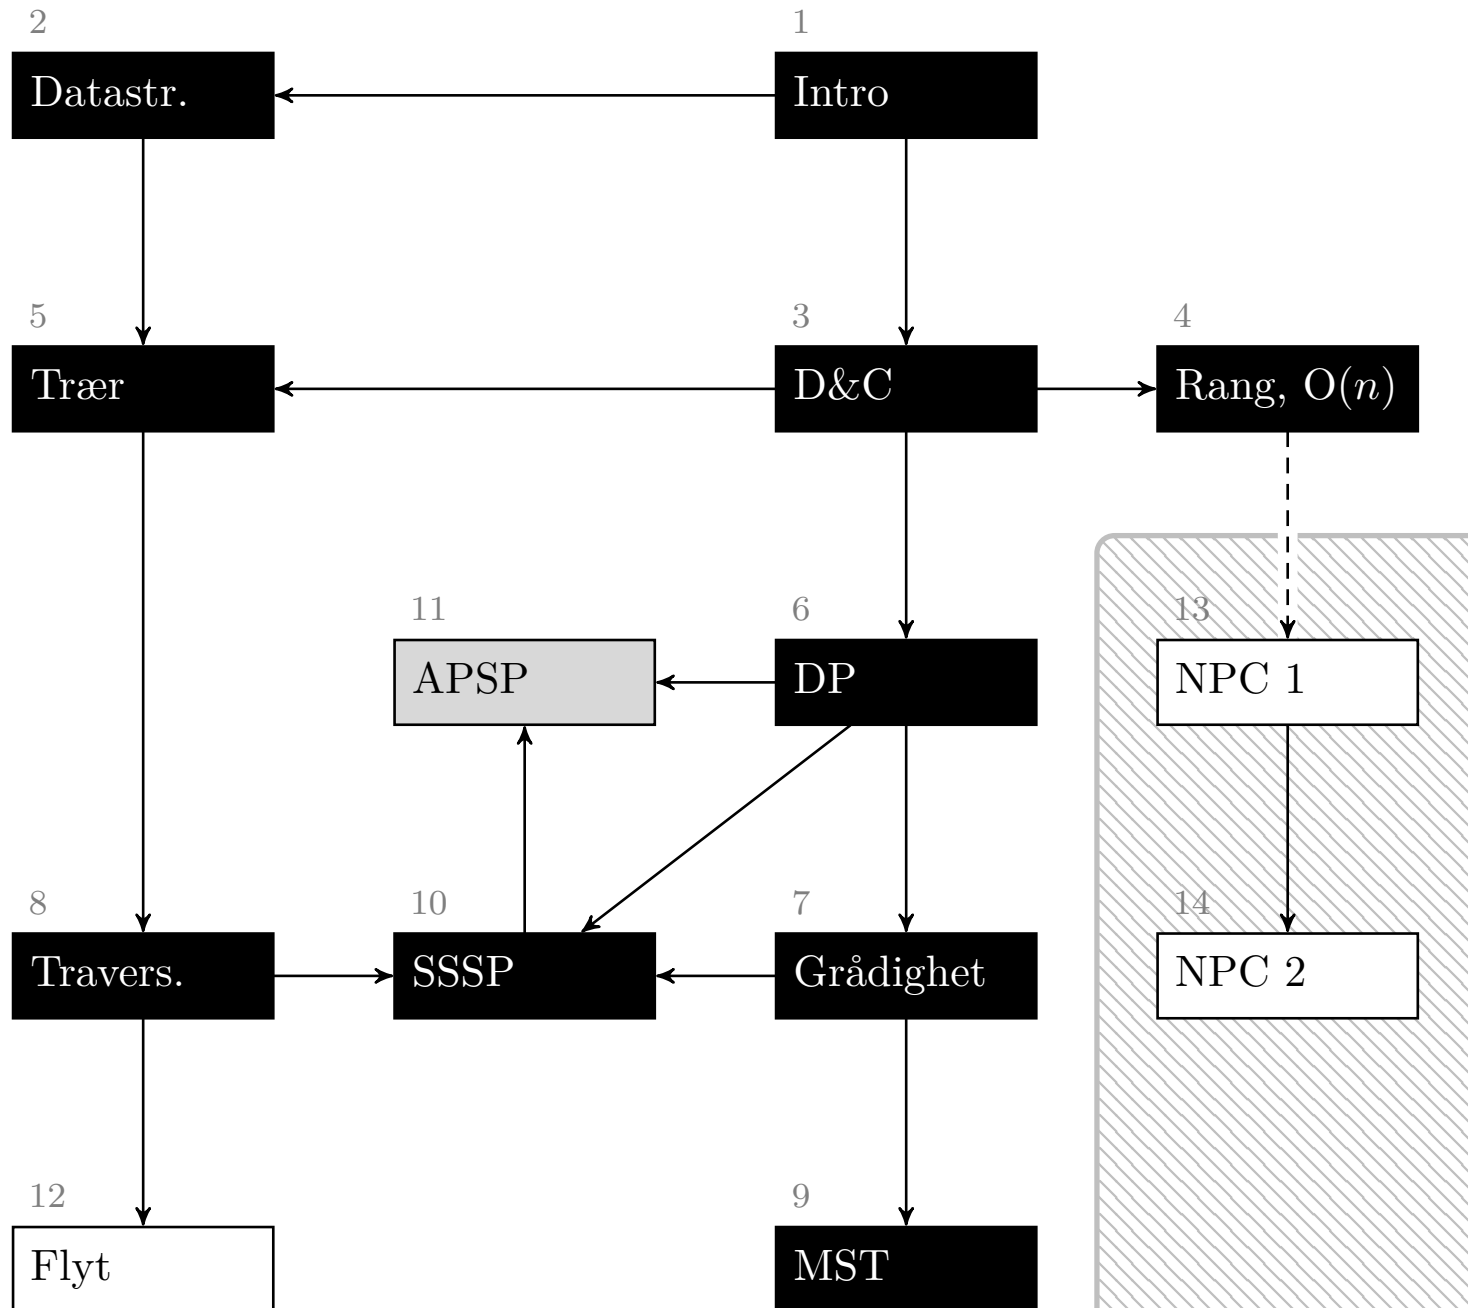 2
Datastr.
1
Intro
5
Trær
3
D&C
4
Rang, O(n)
11
APSP
6
DP
13
NPC 1
8
Travers.
10
SSSP
7
Grådighet
14
NPC 2
12
Flyt
9
MST